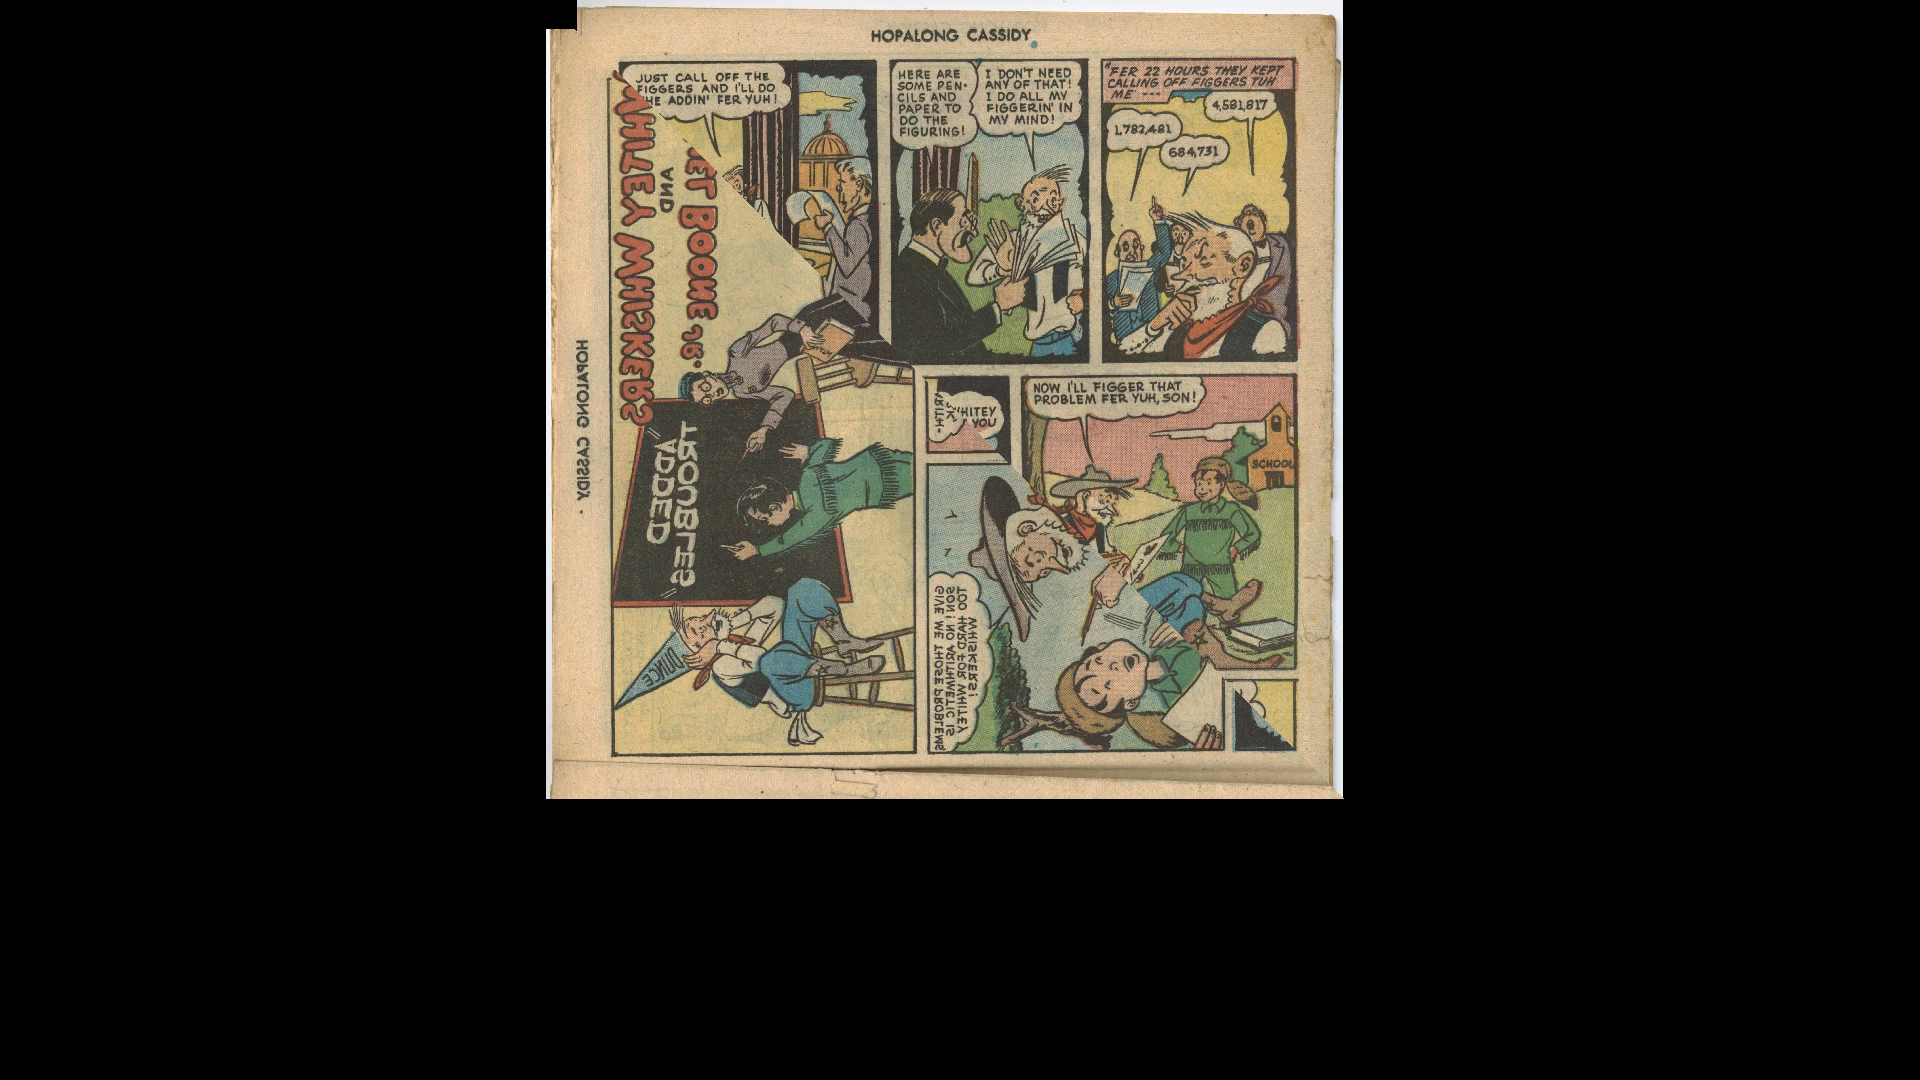 HOPALONG CASSIDY
JUST CALL OFF THE
FIGGERS AND I'LL DO
HE ADDIN' FER YUH!
HERE ARE
SOME PEN-
CILS AND
PAPER TO
DO THE
FIGURING!
I DON'T NEED
ANY OF THAT!
I DO ALL MY
FIGGERIN' IN
MY MIND!
"FER 22 HOURS THEY KEPT
CALLING OFF FIGGERS TUH
ME ---
1,782,481
684,731
4,581,817
HITEY
YOU
NOW I'LL FIGGER THAT
PROBLEM FER YUH, SON!
SCHOOL
HOPALONG CASSIDY
WHITEY WHISKERS
AND
BOONE JR.
TROUBLES
ADDED
DUNCE
GIVE ME THOSE PROBLEMS
SON! NO ARITHMETIC IS
TOO HARD FOR WHITEY
WHISKERS!